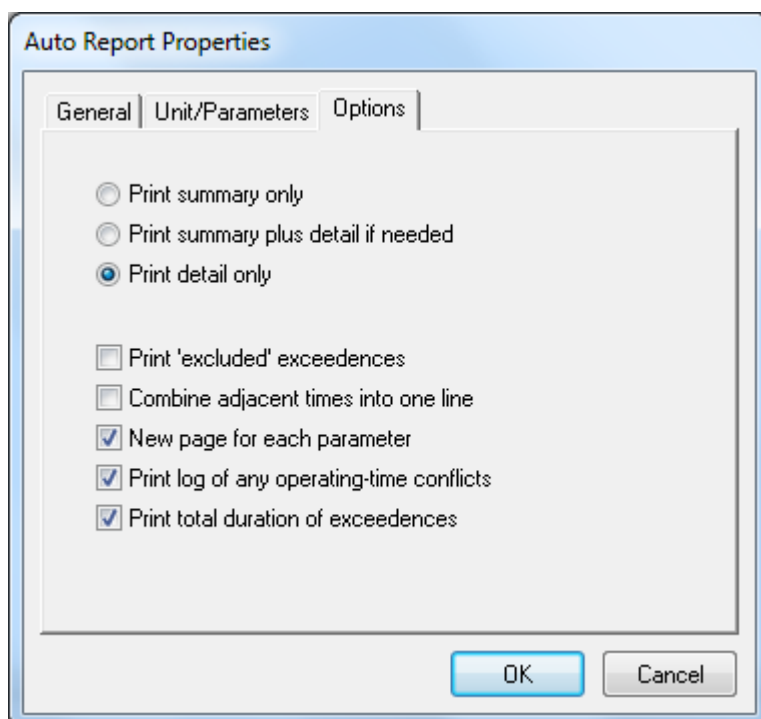 Auto Report Properties
General Unit/Parameters Options
Print summary only
Print summary plus detail if needed
Print detail only
Print 'excluded' exceedences
Combine adjacent times into one line
New page for each parameter
Print log of any operating-time conflicts
Print total duration of exceedences
OK Cancel